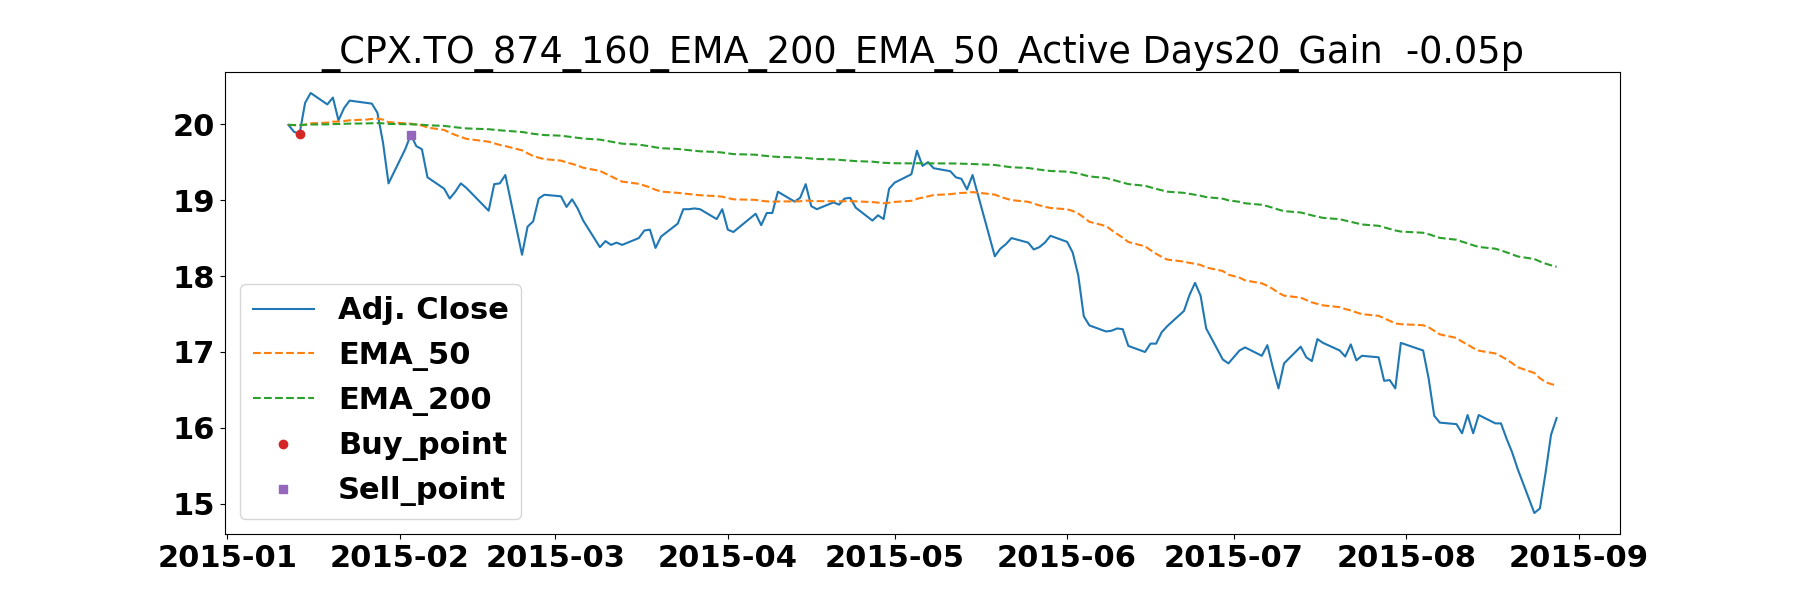 _CPX.TO_874_160_EMA_200_EMA_50_Active Days20_Gain  -0.05p
20
19
18
17
16
15
Adj. Close
EMA_50
EMA_200
Buy_point
Sell_point
2015-01 2015-02 2015-03 2015-04 2015-05 2015-06 2015-07 2015-08 2015-09